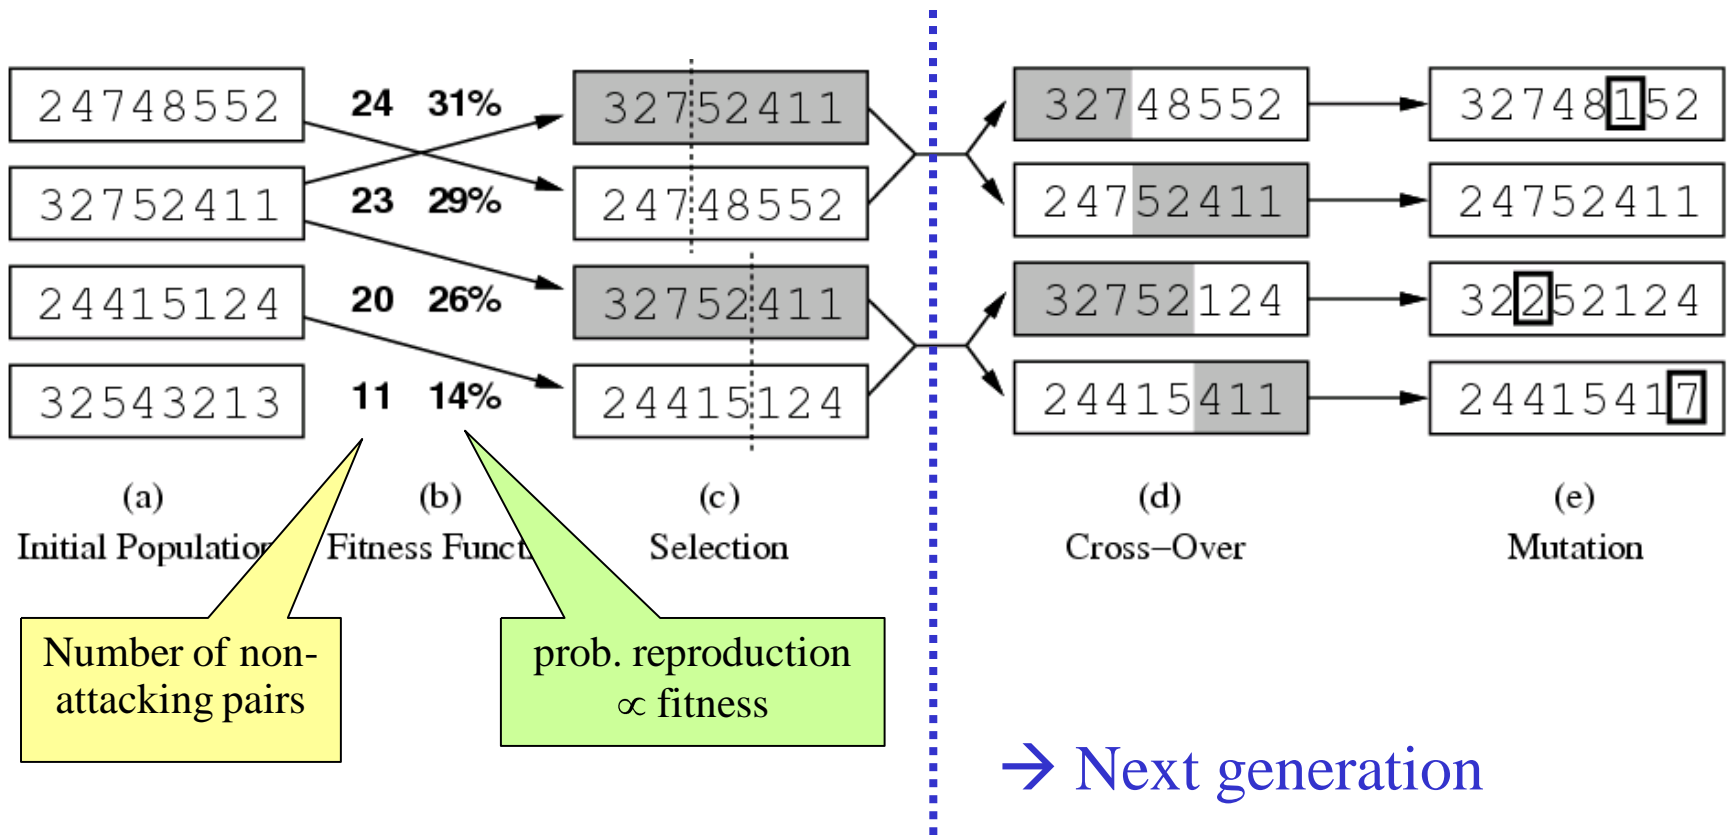 24748552
32752411
24415124
32543213
24 31%
23 29%
20 26%
11 14%
32752411
24748552
32752411
24415124
32748552
24752411
32752124
24415411
32748152
24752411
32252124
24415417
(a)
Initial Population
(b)
Fitness Funct
(c)
Selection
(d)
Cross–Over
(e)
Mutation
Number of non-
attacking pairs
prob. reproduction
∝ fitness
→ Next generation